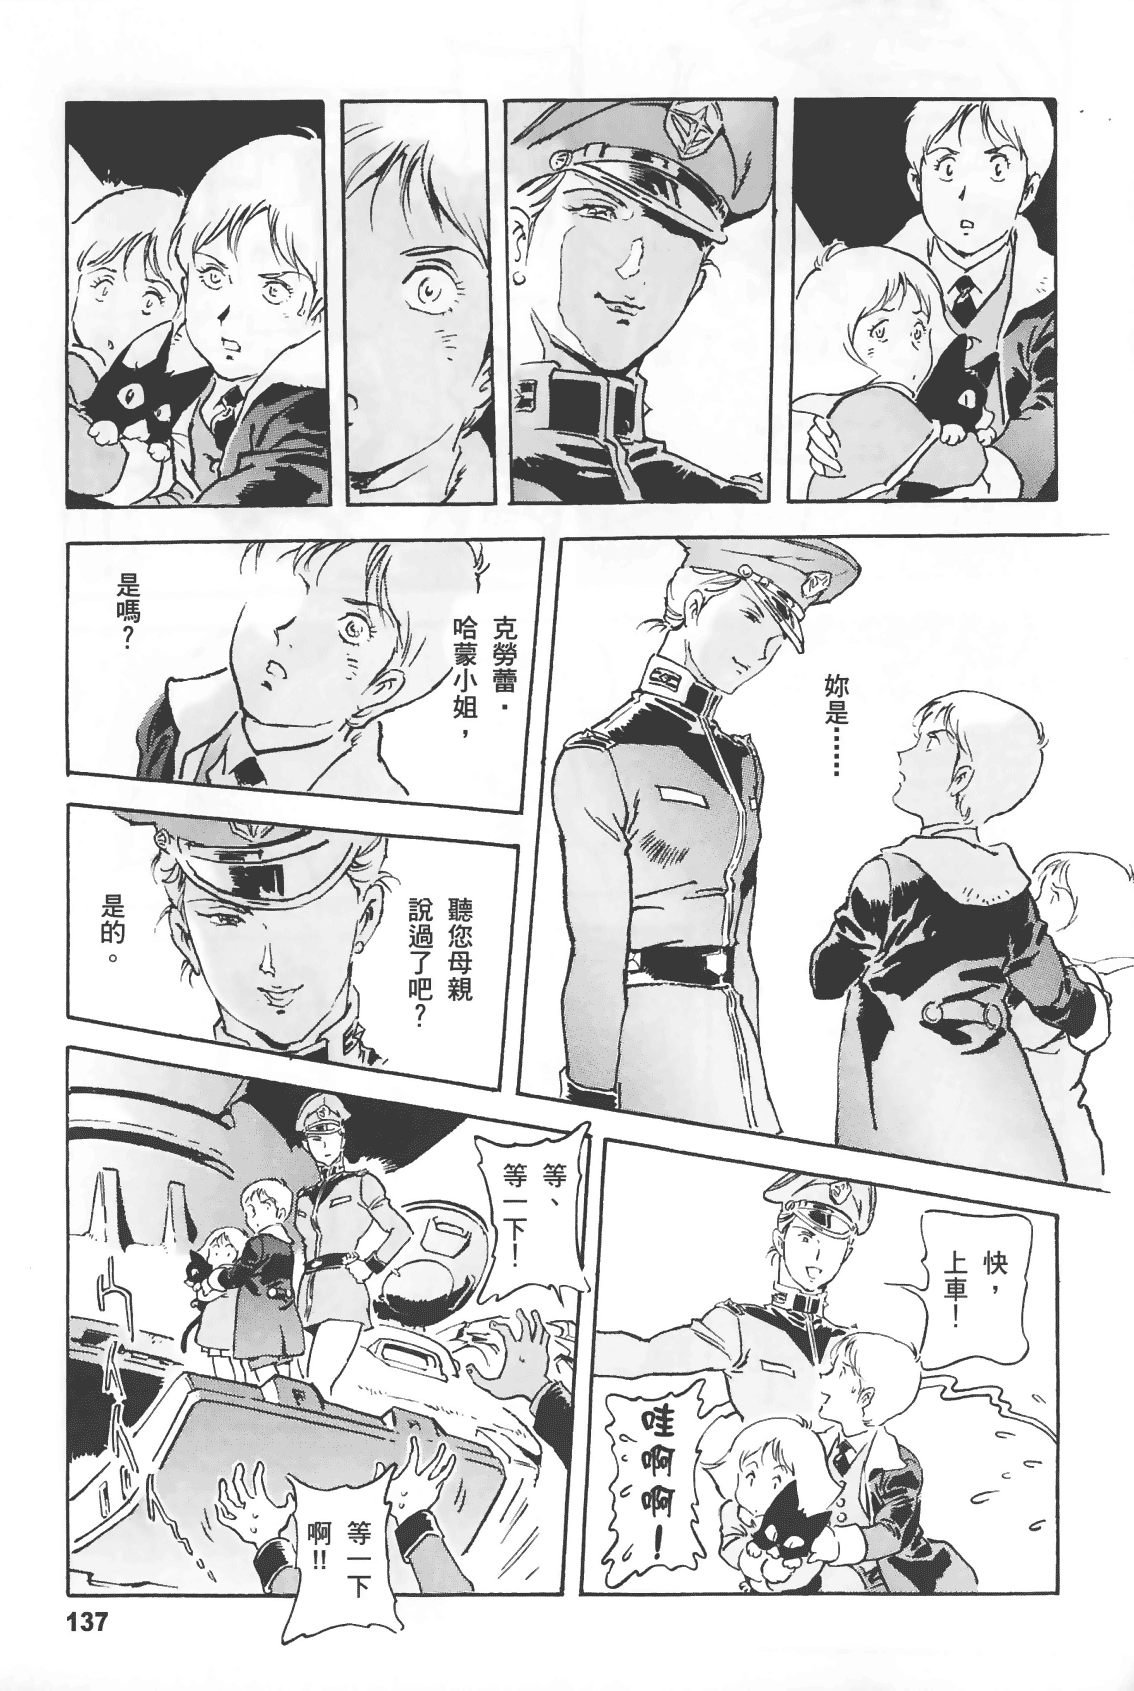 妳是……
克勞蕾·
哈蒙小姐，
是嗎？
聽您母親
說過了吧？
是的。
快，
上車！
哇啊啊！
等、
等一下！
等一下
啊!!
137